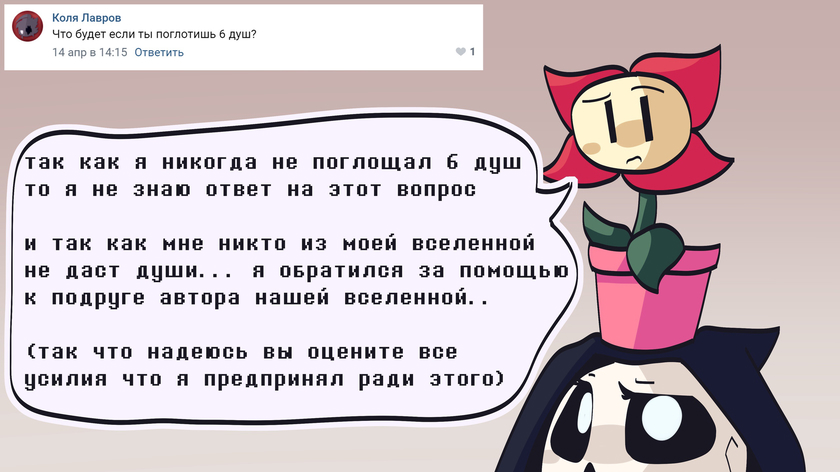 Коля Лавров
Что будет если ты поглотишь 6 душ?
14 апр в 14:15 Ответить
1
так как я никогда не поглощал 6 душ
то я не знаю ответ на этот вопрос
и так как мне никто из моей вселенной
не даст души... я обратился за помощью
к подруге автора нашей вселенной..
(так что надеюсь вы оцените все
усилия что я предпринял ради этого)